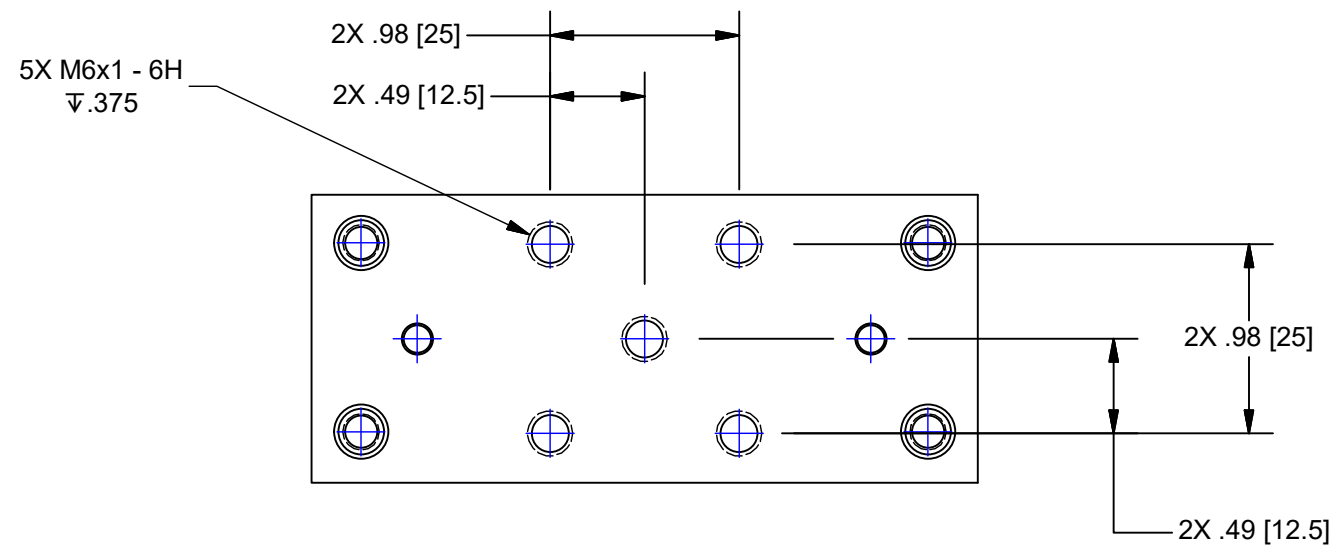 2X .98 [25]
5X M6x1 - 6H
↧.375
2X .49 [12.5]
2X .98 [25]
2X .49 [12.5]